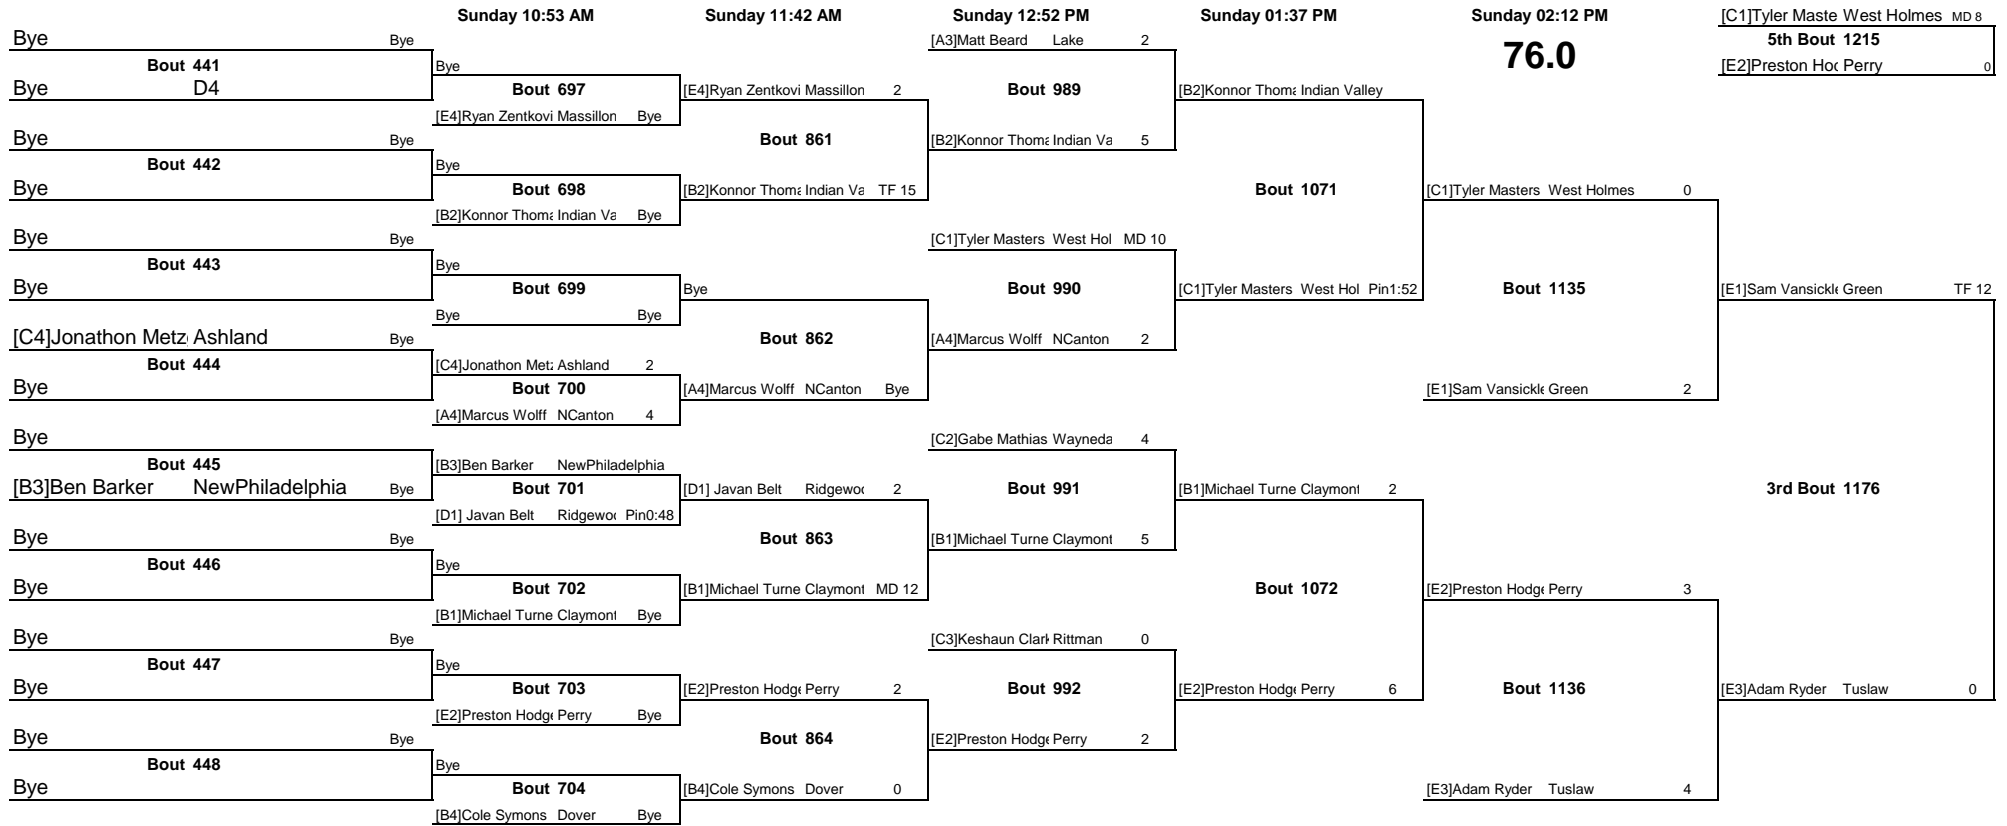 Sunday 10:53 AM Sunday 11:42 AM Sunday 12:52 PM Sunday 01:37 PM Sunday 02:12 PM [C1]Tyler Maste West Holmes MD 8
Bye Bye [A3]Matt Beard Lake 2 76.0 5th Bout 1215
Bout 441 Bye [E2]Preston Hoc Perry 0
Bye D4 Bout 697 [E4]Ryan Zentkovi Massillon 2 Bout 989 [B2]Konnor Thoma Indian Valley
[E4]Ryan Zentkovi Massillon Bye
Bye Bye Bout 861 [B2]Konnor Thoma Indian Va 5
Bout 442 Bye
Bye Bout 698 [B2]Konnor Thoma Indian Va TF 15 Bout 1071 [C1]Tyler Masters West Holmes 0
[B2]Konnor Thoma Indian Va Bye
Bye Bye [C1]Tyler Masters West Hol MD 10
Bout 443 Bye
Bye Bout 699 Bye Bout 990 [C1]Tyler Masters West Hol Pin1:52 Bout 1135 [E1]Sam Vansickle Green TF 12
Bye Bye
[C4]Jonathon Metz Ashland Bye Bout 862 [A4]Marcus Wolff NCanton 2
Bout 444 [C4]Jonathon Metz Ashland 2
Bye Bout 700 [A4]Marcus Wolff NCanton Bye [E1]Sam Vansickle Green 2
[A4]Marcus Wolff NCanton 4
Bye [C2]Gabe Mathias Wayneda 4
Bout 445 [B3]Ben Barker NewPhiladelphia
[B3]Ben Barker NewPhiladelphia Bye Bout 701 [D1] Javan Belt Ridgewoo 2 Bout 991 [B1]Michael Turne Claymont 2 3rd Bout 1176
[D1] Javan Belt Ridgewoo Pin0:48
Bye Bye Bout 863 [B1]Michael Turne Claymont 5
Bout 446 Bye
Bye Bout 702 [B1]Michael Turne Claymont MD 12 Bout 1072 [E2]Preston Hodge Perry 3
[B1]Michael Turne Claymont Bye
Bye Bye [C3]Keshaun Clark Rittman 0
Bout 447 Bye
Bye Bout 703 [E2]Preston Hodge Perry 2 Bout 992 [E2]Preston Hodge Perry 6 Bout 1136 [E3]Adam Ryder Tuslaw 0
[E2]Preston Hodge Perry Bye
Bye Bye Bout 864 [E2]Preston Hodge Perry 2
Bout 448 Bye
Bye Bout 704 [B4]Cole Symons Dover 0 [E3]Adam Ryder Tuslaw 4
[B4]Cole Symons Dover Bye